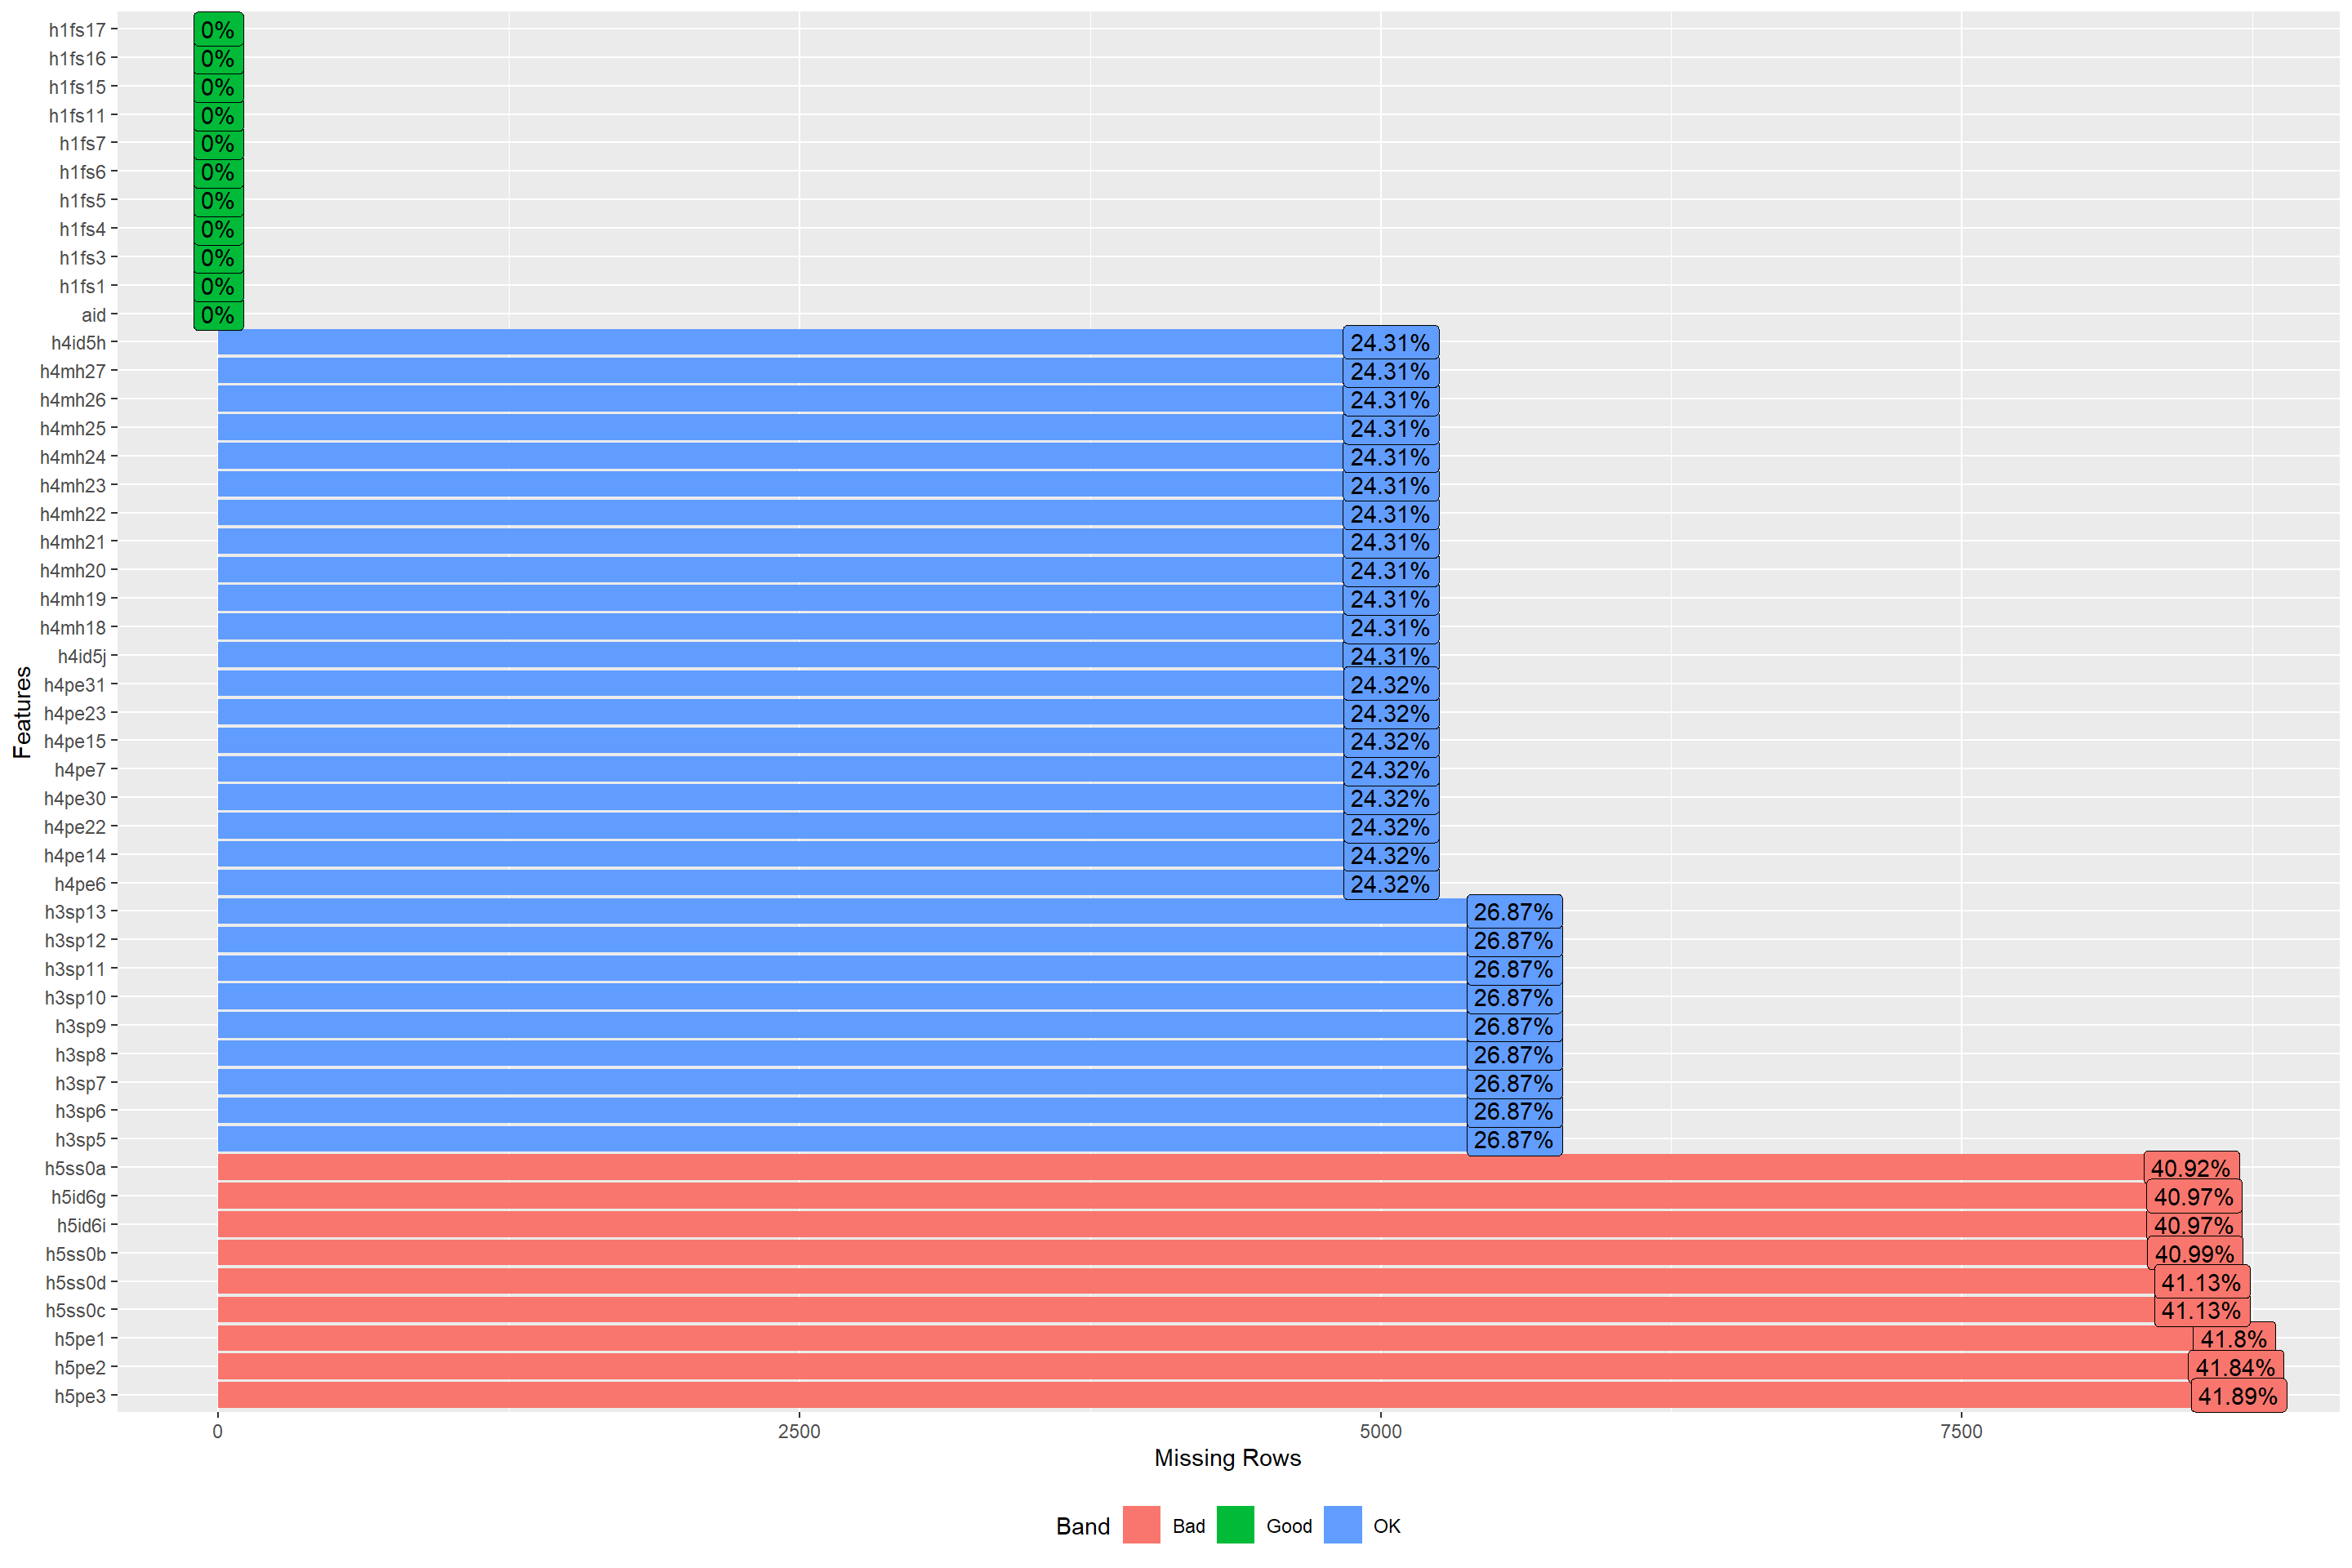 h1fs17 0%
h1fs16 0%
h1fs15 0%
h1fs11 0%
h1fs7 0%
h1fs6 0%
h1fs5 0%
h1fs4 0%
h1fs3 0%
h1fs1 0%
aid 0%
h4id5h 24.31%
h4mh27 24.31%
h4mh26 24.31%
h4mh25 24.31%
h4mh24 24.31%
h4mh23 24.31%
h4mh22 24.31%
h4mh21 24.31%
h4mh20 24.31%
h4mh19 24.31%
h4mh18 24.31%
h4id5j 24.31%
h4pe31 24.32%
h4pe23 24.32%
h4pe15 24.32%
h4pe7 24.32%
h4pe30 24.32%
h4pe22 24.32%
h4pe14 24.32%
h4pe6 24.32%
h3sp13 26.87%
h3sp12 26.87%
h3sp11 26.87%
h3sp10 26.87%
h3sp9 26.87%
h3sp8 26.87%
h3sp7 26.87%
h3sp6 26.87%
h3sp5 26.87%
h5ss0a 40.92%
h5id6g 40.97%
h5id6i 40.97%
h5ss0b 40.99%
h5ss0d 41.13%
h5ss0c 41.13%
h5pe1 41.8%
h5pe2 41.84%
h5pe3 41.89%
Features
0 2500 5000 7500
Missing Rows
Band Bad Good OK